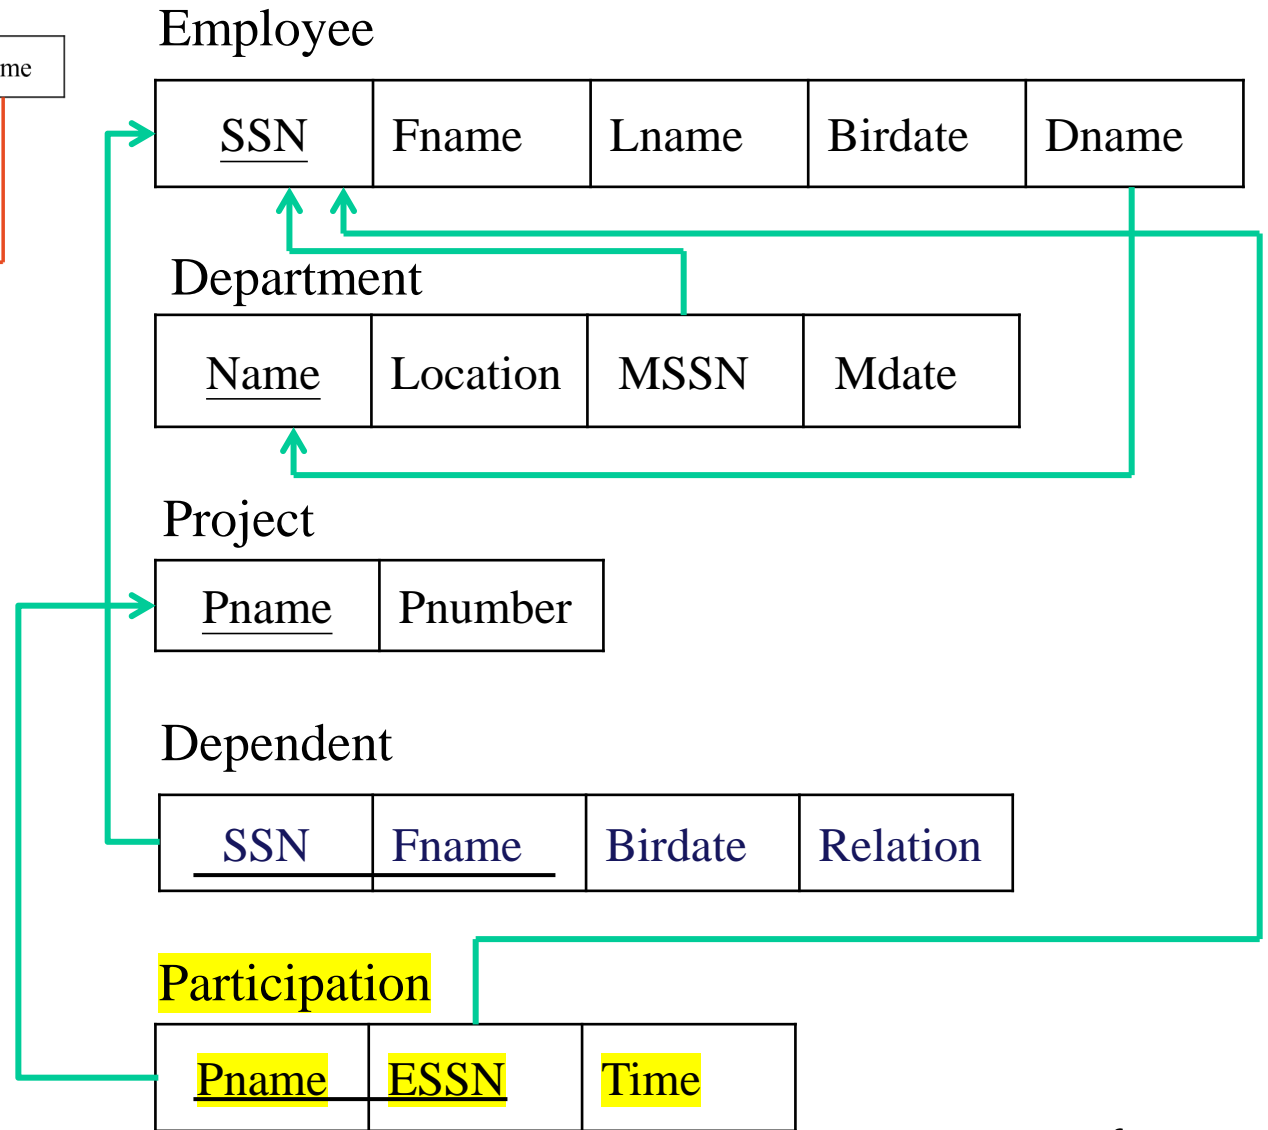 Employee
me
SSN Fname Lname Birdate Dname
Department
Name Location MSSN Mdate
Project
Pname Pnumber
Dependent
SSN Fname Birdate Relation
Participation
Pname ESSN Time